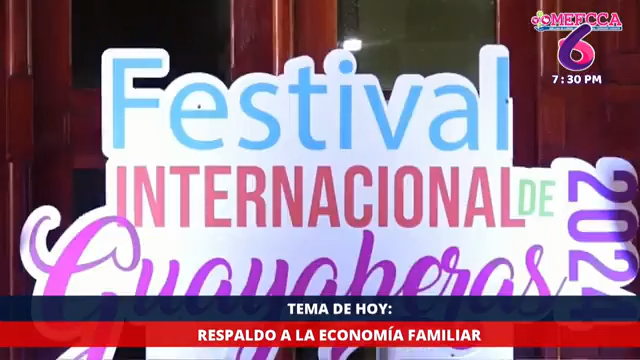 MEFCCA
6
7:30 PM
Festival
INTERNACIONAL DE
Guayaberas
TEMA DE HOY:
RESPALDO A LA ECONOMÍA FAMILIAR